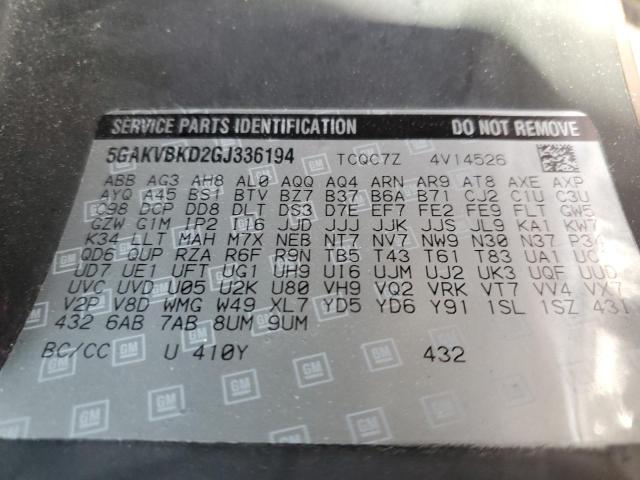 SERVICE PARTS IDENTIFICATION DO NOT REMOVE
5GAKVBKD2GJ336194 TCQC7Z 4V14526
ABB AG3 AH8 AL0 AQQ AQ4 ARN AR9 AT8 AXE AXP
AYQ A45 BS1 BTV BZ7 B37 B6A B71 CJ2 C1U C3U
C98 DCP DD8 DLT DS3 D7E EF7 FE2 FE9 FLT GW5
GZW G1M IP2 I16 JJD JJJ JJK JJS JL9 KA1 KW7
K34 LLT MAH M7X NEB NT7 NV7 NW9 N30 N37
QD6 QUP RZA R6F R9N TB5 T43 T61 T83 UA1
UD7 UE1 UFT UG1 UH9 UI6 UJM UJ2 UK3 UQF
UVC UVD U05 U2K U80 VH9 VQ2 VRK VT7 VV4 VX7
V2P V8D WMG W49 XL7 YD5 YD6 Y91 1SL 1SZ 431
432 6AB 7AB 8UM 9UM
BC/CC U 410Y 432
GM